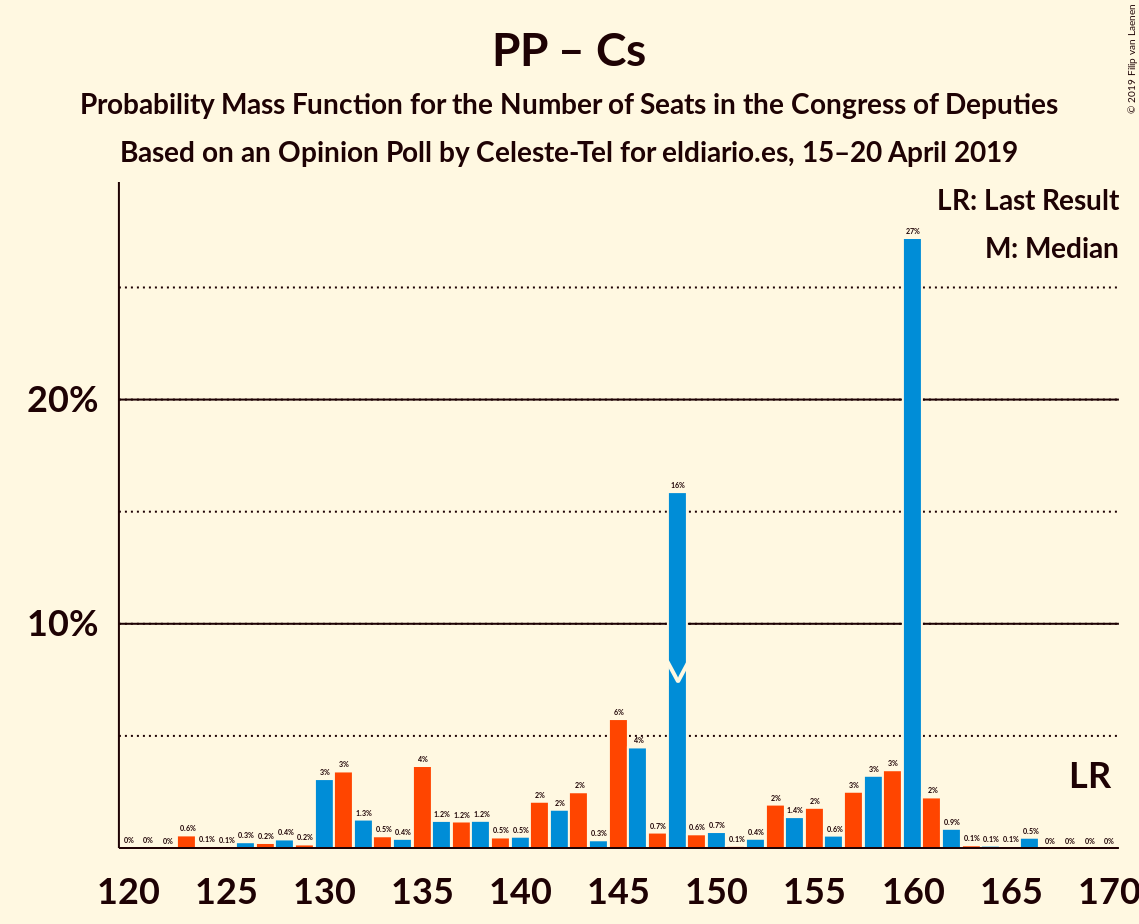 PP – Cs
Probability Mass Function for the Number of Seats in the Congress of Deputies
Based on an Opinion Poll by Celeste-Tel for eldiario.es, 15–20 April 2019
© 2019 Filip van Laenen
LR: Last Result
M: Median
20%
10%
0% 0% 0% 0.6% 0.1% 0.1% 0.3% 0.2% 0.4% 0.2% 3% 3% 1.3% 0.5% 0.4% 4% 1.2% 1.2% 1.2% 0.5% 0.5% 2% 2% 2% 0.3% 6% 4% 0.7% 16% 0.6% 0.7% 0.1% 0.4% 2% 1.4% 2% 0.6% 3% 3% 3% 27% 2% 0.9% 0.1% 0.1% 0.1% 0.5% 0% 0% 0% 0%
LR
120 125 130 135 140 145 150 155 160 165 170